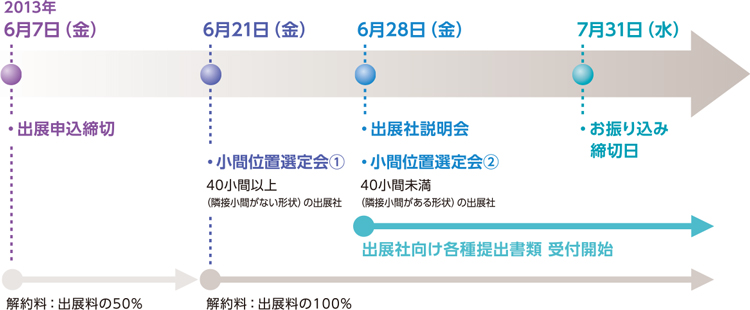 2013年
6月7日（金）
6月21日（金）
6月28日（金）
7月31日（水）
・出展申込締切
・出展社説明会
・お振り込み
締切日
・小間位置選定会①
40小間以上
（隣接小間がない形状）の出展社
・小間位置選定会②
40小間未満
（隣接小間がある形状）の出展社
出展社向け各種提出書類 受付開始
解約料：出展料の50%
解約料：出展料の100%